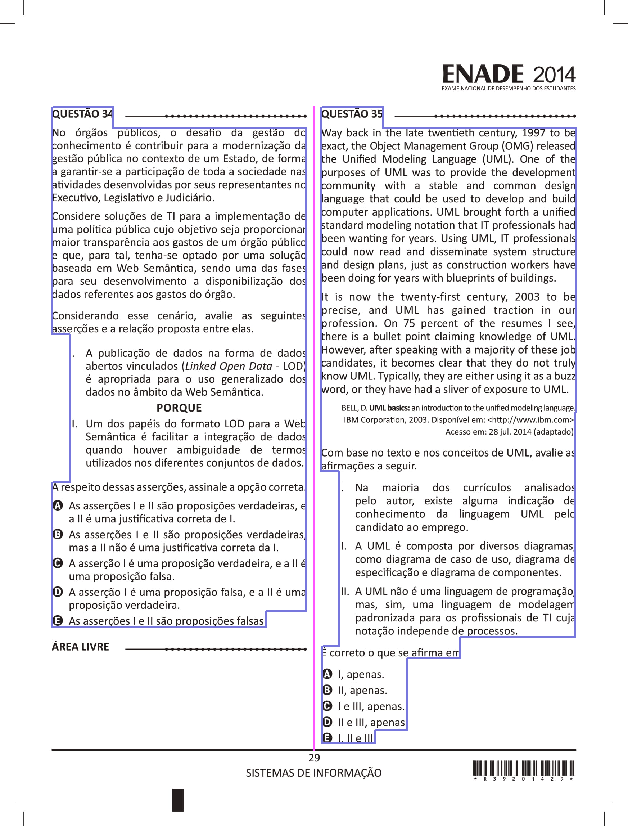 ENADE 2014
EXAME NACIONAL DE DESEMPENHO DOS ESTUDANTES
QUESTÃO 34
No órgãos públicos, o desafio da gestão do
conhecimento é contribuir para a modernização da
gestão pública no contexto de um Estado, de forma
a garantir-se a participação de toda a sociedade nas
atividades desenvolvidas por seus representantes no
Executivo, Legislativo e Judiciário.
Considere soluções de TI para a implementação de
uma política pública cujo objetivo seja proporcionar
maior transparência aos gastos de um órgão público
e que, para tal, tenha-se optado por uma solução
baseada em Web Semântica, sendo uma das fases
para seu desenvolvimento a disponibilização dos
dados referentes aos gastos do órgão.
Considerando esse cenário, avalie as seguintes
asserções e a relação proposta entre elas.
I. A publicação de dados na forma de dados
abertos vinculados (Linked Open Data - LOD)
é apropriada para o uso generalizado dos
dados no âmbito da Web Semântica.
PORQUE
II. Um dos papéis do formato LOD para a Web
Semântica é facilitar a integração de dados
quando houver ambiguidade de termos
utilizados nos diferentes conjuntos de dados.
A respeito dessas asserções, assinale a opção correta.
A As asserções I e II são proposições verdadeiras, e
a II é uma justificativa correta de I.
B As asserções I e II são proposições verdadeiras,
mas a II não é uma justificativa correta da I.
C A asserção I é uma proposição verdadeira, e a II é
uma proposição falsa.
D A asserção I é uma proposição falsa, e a II é uma
proposição verdadeira.
E As asserções I e II são proposições falsas.
ÁREA LIVRE
QUESTÃO 35
Way back in the late twentieth century, 1997 to be
exact, the Object Management Group (OMG) released
the Unified Modeling Language (UML). One of the
purposes of UML was to provide the development
community with a stable and common design
language that could be used to develop and build
computer applications. UML brought forth a unified
standard modeling notation that IT professionals had
been wanting for years. Using UML, IT professionals
could now read and disseminate system structure
and design plans, just as construction workers have
been doing for years with blueprints of buildings.
It is now the twenty-first century, 2003 to be
precise, and UML has gained traction in our
profession. On 75 percent of the resumes I see,
there is a bullet point claiming knowledge of UML.
However, after speaking with a majority of these job
candidates, it becomes clear that they do not truly
know UML. Typically, they are either using it as a buzz
word, or they have had a sliver of exposure to UML.
BELL, D. UML basics: an introduction to the unified modeling language.
IBM Corporation, 2003. Disponível em: <http://www.ibm.com>
Acesso em: 28 jul. 2014 (adaptado)
Com base no texto e nos conceitos de UML, avalie as
afirmações a seguir.
I. Na maioria dos currículos analisados
pelo autor, existe alguma indicação de
conhecimento da linguagem UML pelo
candidato ao emprego.
II. A UML é composta por diversos diagramas,
como diagrama de caso de uso, diagrama de
especificação e diagrama de componentes.
III. A UML não é uma linguagem de programação,
mas, sim, uma linguagem de modelagem
padronizada para os profissionais de TI cuja
notação independe de processos.
É correto o que se afirma em
A I, apenas.
B II, apenas.
C I e III, apenas.
D II e III, apenas.
E I, II e III.
29
SISTEMAS DE INFORMAÇÃO